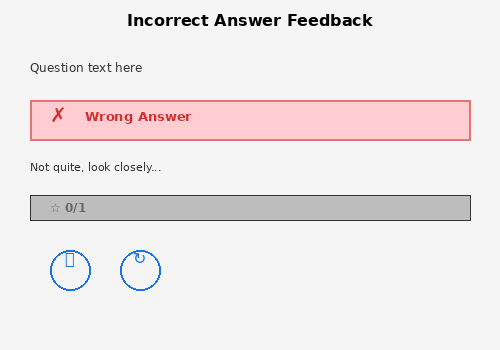 Incorrect Answer Feedback
Question text here
✗ Wrong Answer
Not quite, look closely...
☆ 0/1
↻